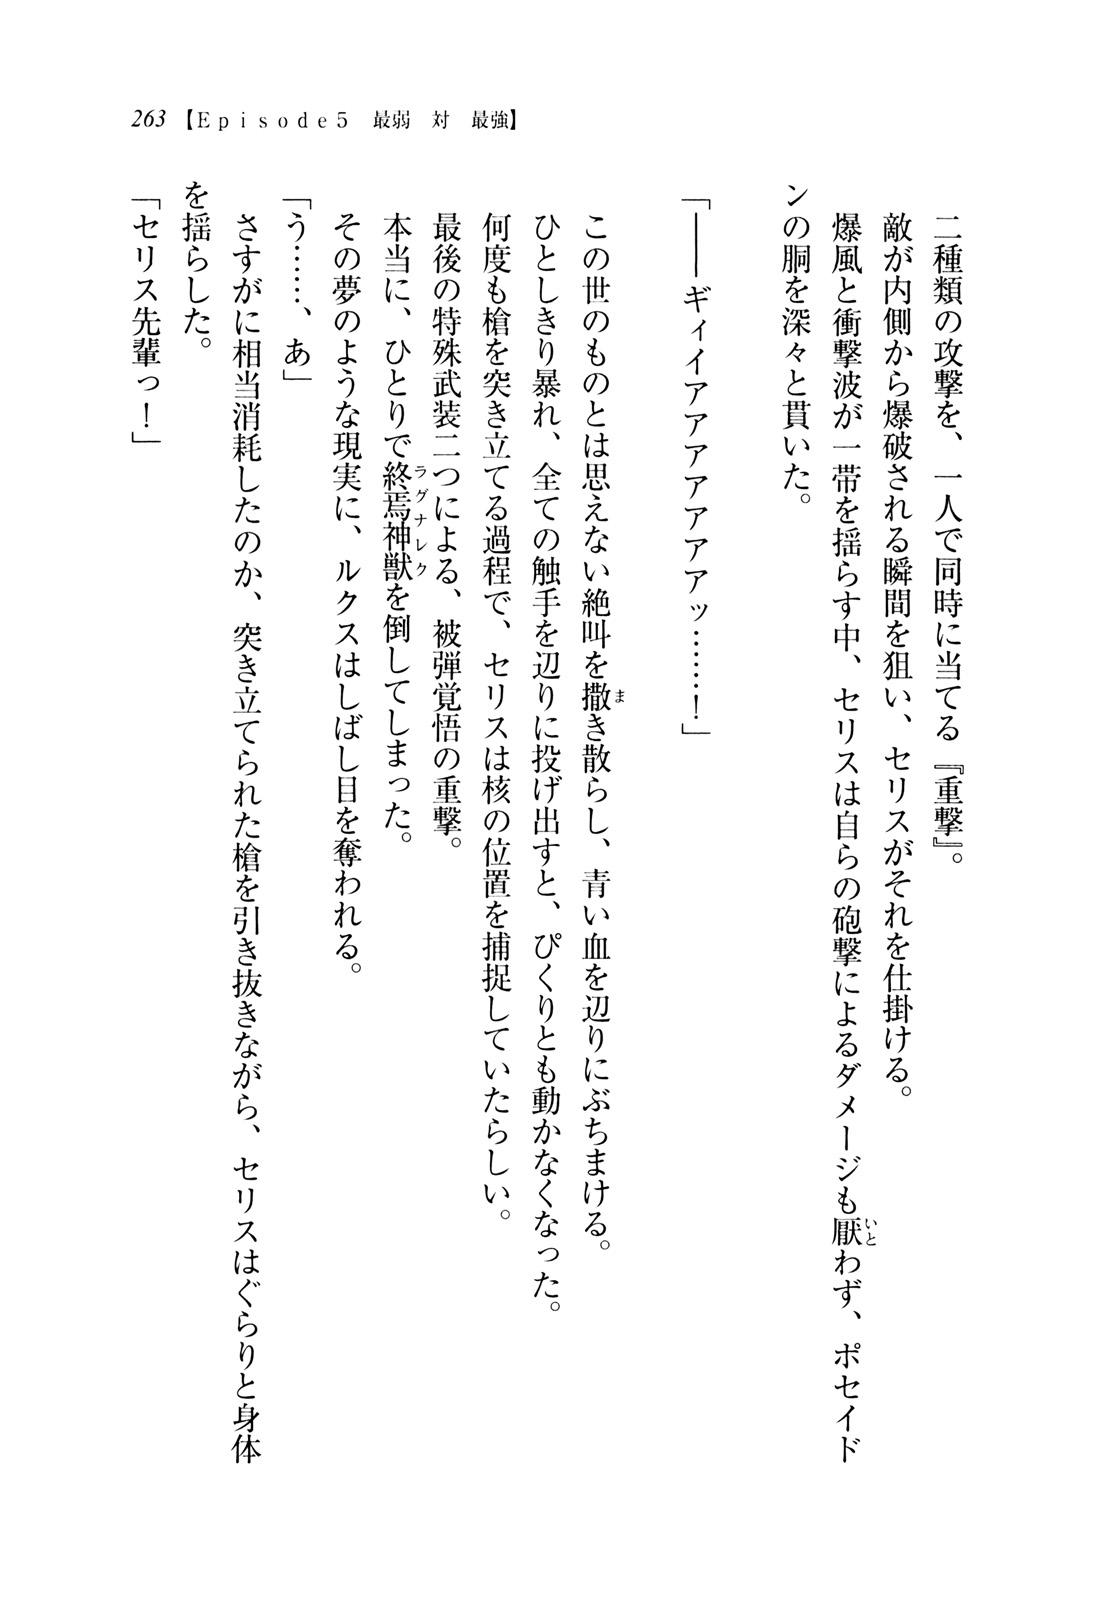 263 【Ｅｐｉｓｏｄｅ５　最弱　対　最強】
　二種類の攻撃を、一人で同時に当てる『重撃』。
　敵が内側から爆破される瞬間を狙い、セリスがそれを仕掛ける。
　爆風と衝撃波が一帯を揺らす中、セリスは自らの砲撃によるダメージも厭わず、ポセイド
ンの胴を深々と貫いた。
「――ギィイアアアアアアアッ……！」
　この世のものとは思えない絶叫を撒き散らし、青い血を辺りにぶちまける。
　ひとしきり暴れ、全ての触手を辺りに投げ出すと、ぴくりとも動かなくなった。
　何度も槍を突き立てる過程で、セリスは核の位置を捕捉していたらしい。
　最後の特殊武装二つによる、被弾覚悟の重撃。
　本当に、ひとりで終焉神獣を倒してしまった。
　その夢のような現実に、ルクスはしばし目を奪われる。
「う……、あ」
　さすがに相当消耗したのか、突き立てられた槍を引き抜きながら、セリスはぐらりと身体
を揺らした。
「セリス先輩っ！」
いと
ま
ラグナレク